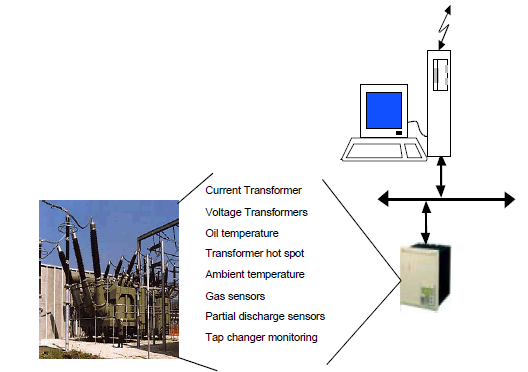 Current Transformer
Voltage Transformers
Oil temperature
Transformer hot spot
Ambient temperature
Gas sensors
Partial discharge sensors
Tap changer monitoring